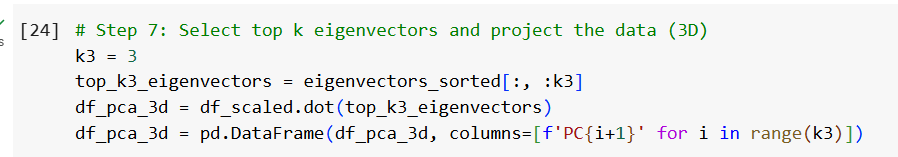 [24] # Step 7: Select top k eigenvectors and project the data (3D)
k3 = 3
top_k3_eigenvectors = eigenvectors_sorted[:, :k3]
df_pca_3d = df_scaled.dot(top_k3_eigenvectors)
df_pca_3d = pd.DataFrame(df_pca_3d, columns=[f'PC{i+1}' for i in range(k3)])